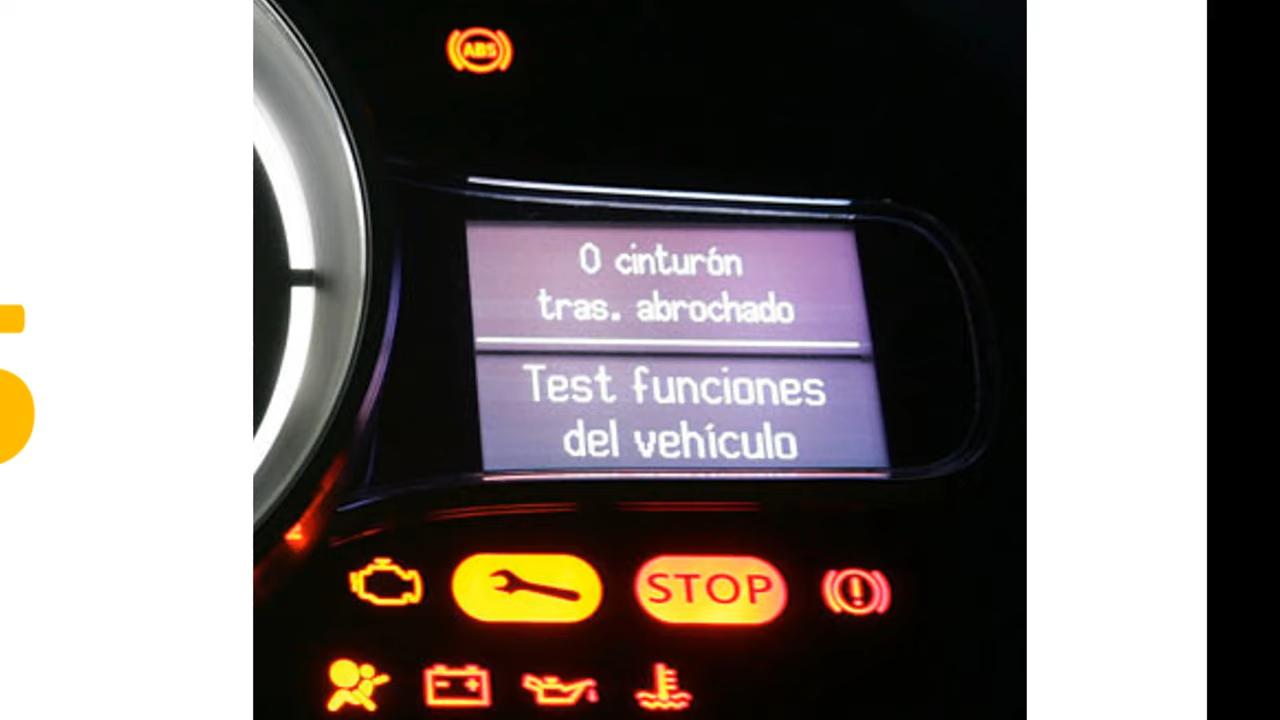 ABS
0 cinturón
tras. abrochado
Test funciones
del vehículo
STOP